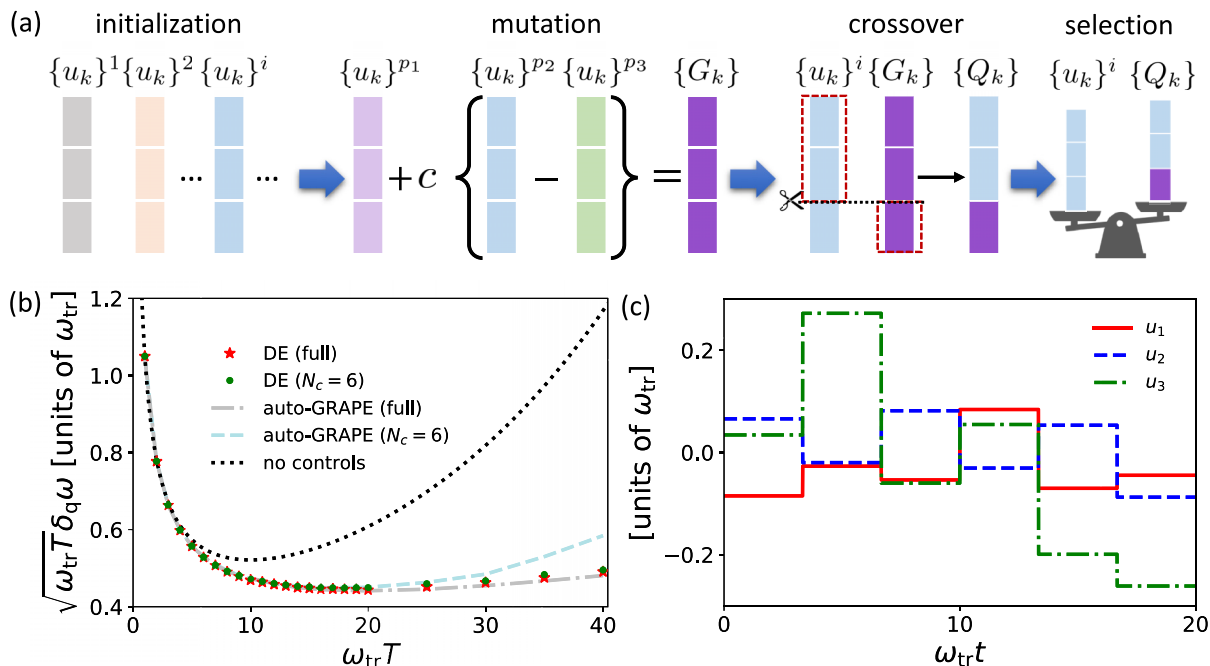 (a) initialization mutation crossover selection
{u_k}^1 {u_k}^2 {u_k}^i {u_k}^{p_1} {u_k}^{p_2} {u_k}^{p_3} {G_k} {u_k}^i {G_k} {Q_k} {u_k}^i {Q_k}
... ... + c { − } =
(b)
√ω_tr T δ_q ω [units of ω_tr]
1.2
1.0
0.8
0.6
0.4
DE (full)
DE (N_c = 6)
auto-GRAPE (full)
auto-GRAPE (N_c = 6)
no controls
0 10 20 30 40
ω_tr T
(c)
[units of ω_tr]
0.2
0.0
−0.2
u_1
u_2
u_3
0 10 20
ω_tr t